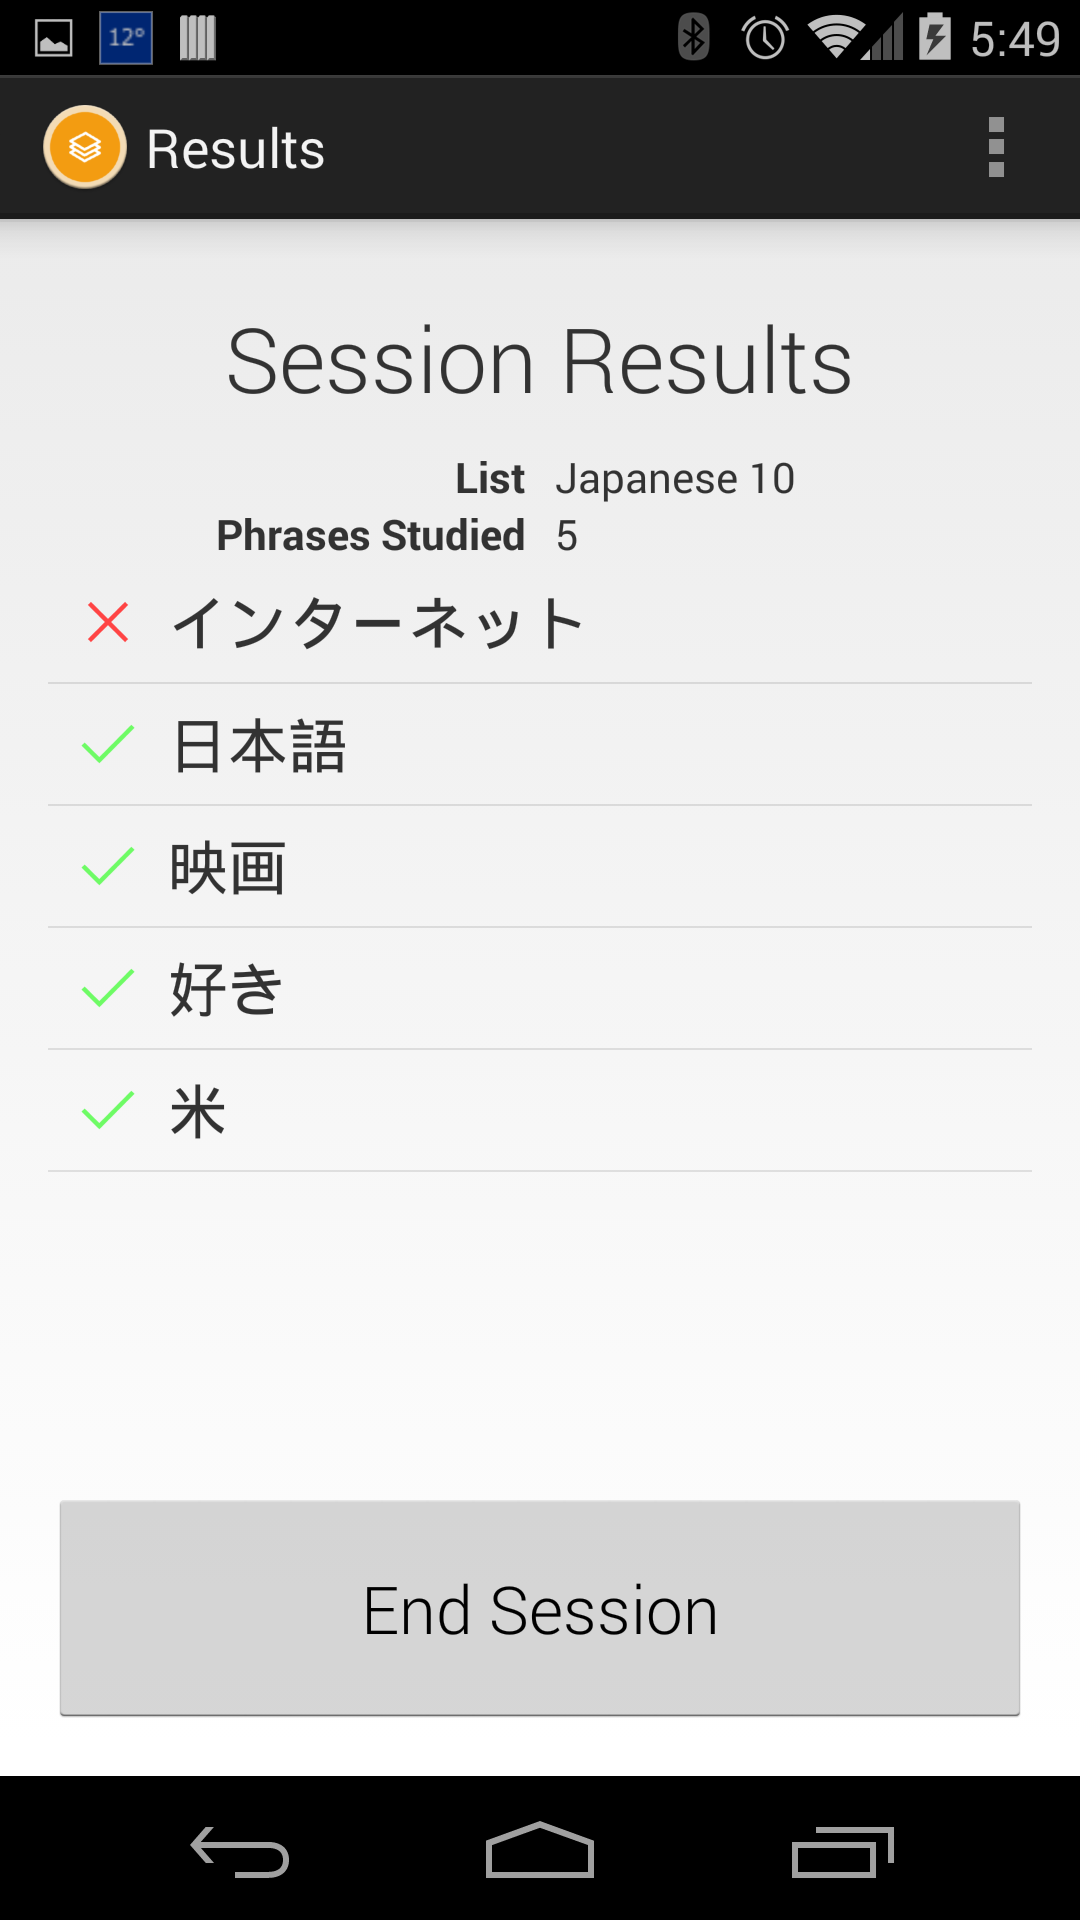 12°
5:49
Results
Session Results
List Japanese 10
Phrases Studied 5
インターネット
日本語
映画
好き
米
End Session